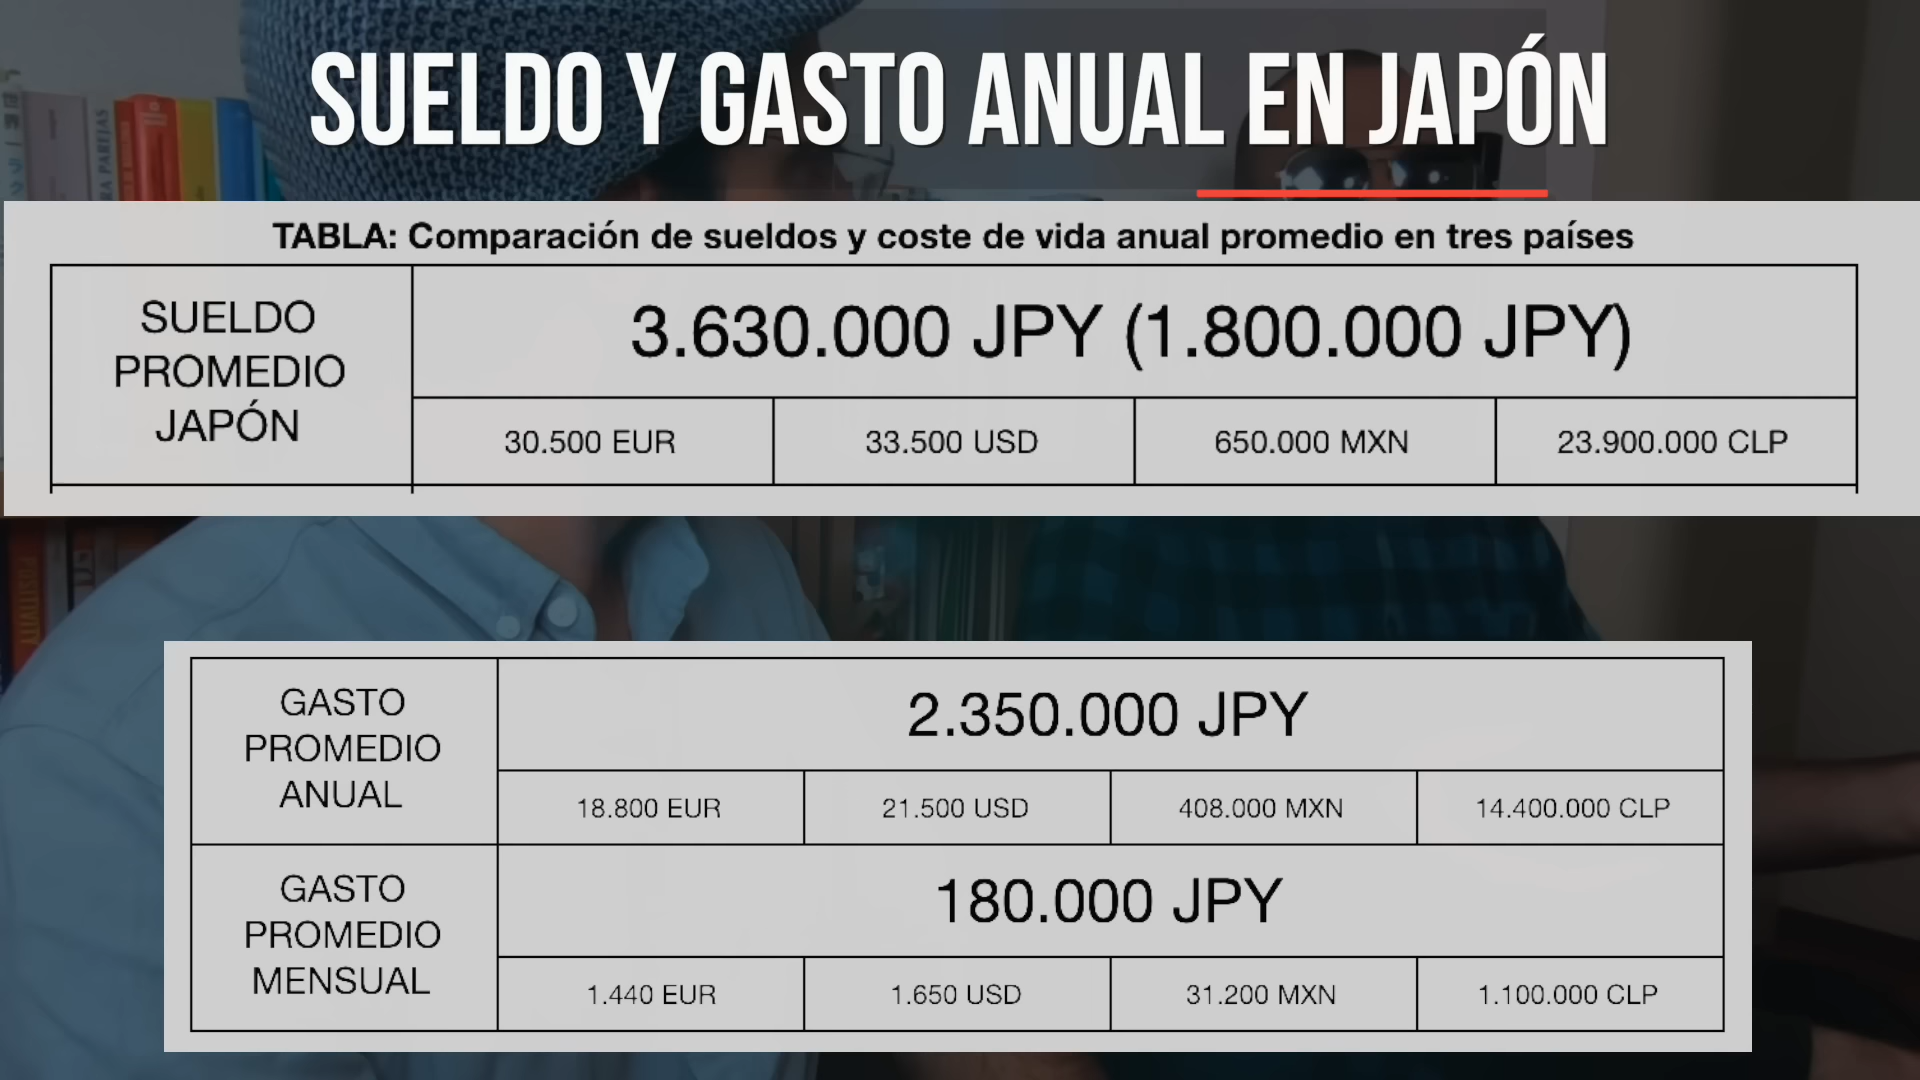 SUELDO Y GASTO ANUAL EN JAPÓN
TABLA: Comparación de sueldos y coste de vida anual promedio en tres países
SUELDO
PROMEDIO
JAPÓN
3.630.000 JPY (1.800.000 JPY)
30.500 EUR
33.500 USD
650.000 MXN
23.900.000 CLP
GASTO
PROMEDIO
ANUAL
2.350.000 JPY
18.800 EUR
21.500 USD
408.000 MXN
14.400.000 CLP
GASTO
PROMEDIO
MENSUAL
180.000 JPY
1.440 EUR
1.650 USD
31.200 MXN
1.100.000 CLP